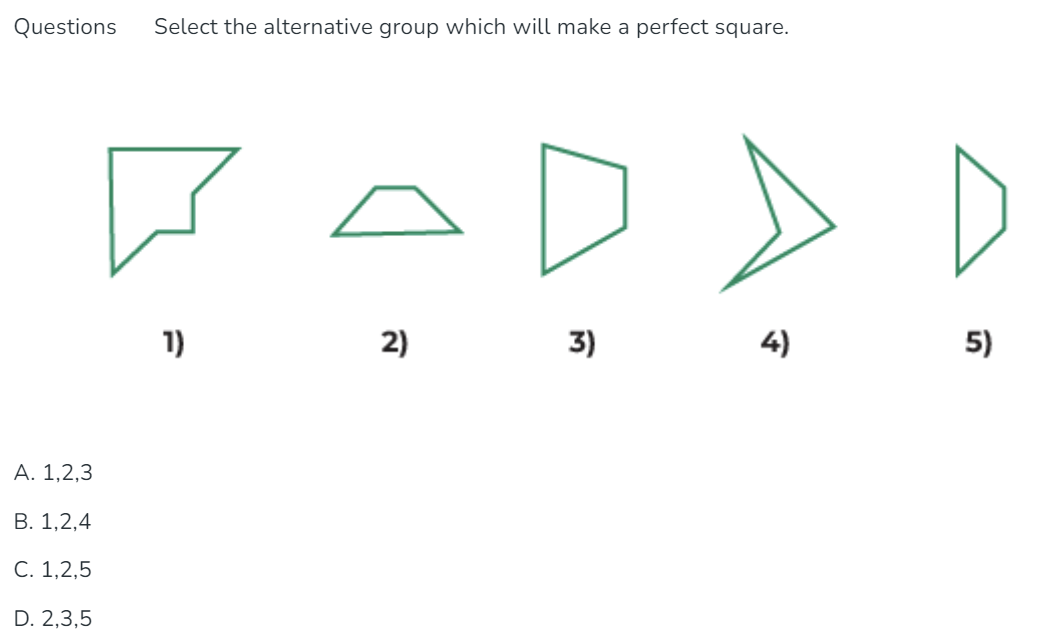 Questions Select the alternative group which will make a perfect square.
1) 2) 3) 4) 5)
A. 1,2,3
B. 1,2,4
C. 1,2,5
D. 2,3,5